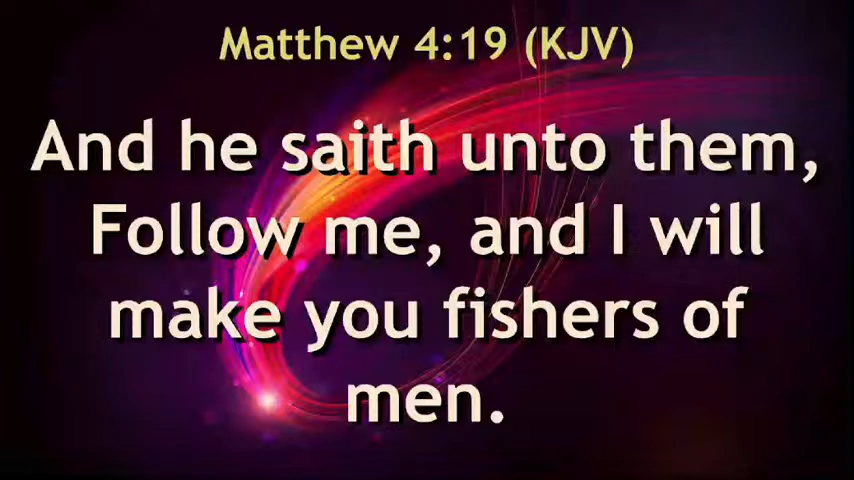 Matthew 4:19 (KJV)
And he saith unto them,
Follow me, and I will
make you fishers of
men.